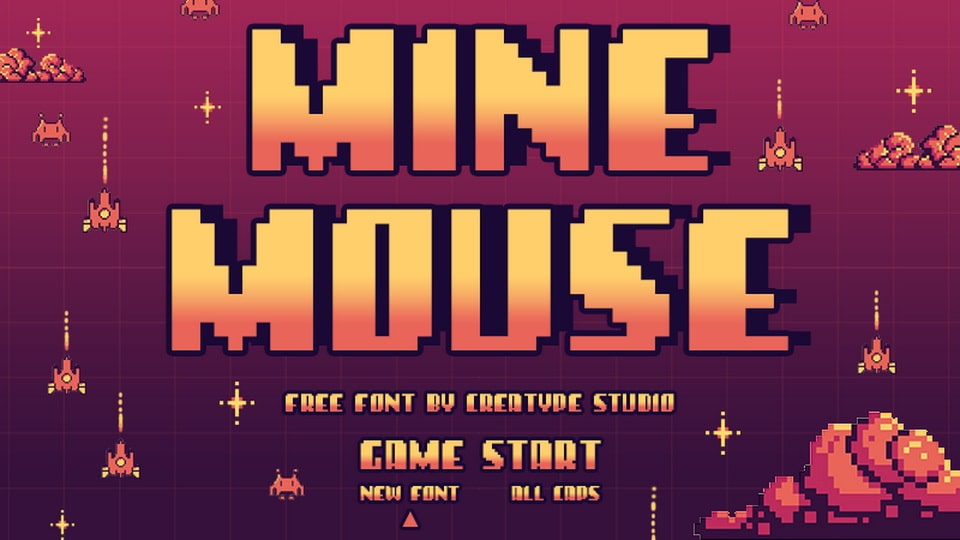 MINE
MOUSE
FREE FONT BY CREATYPE STUDIO
GAME START
NEW FONT ALL CAPS